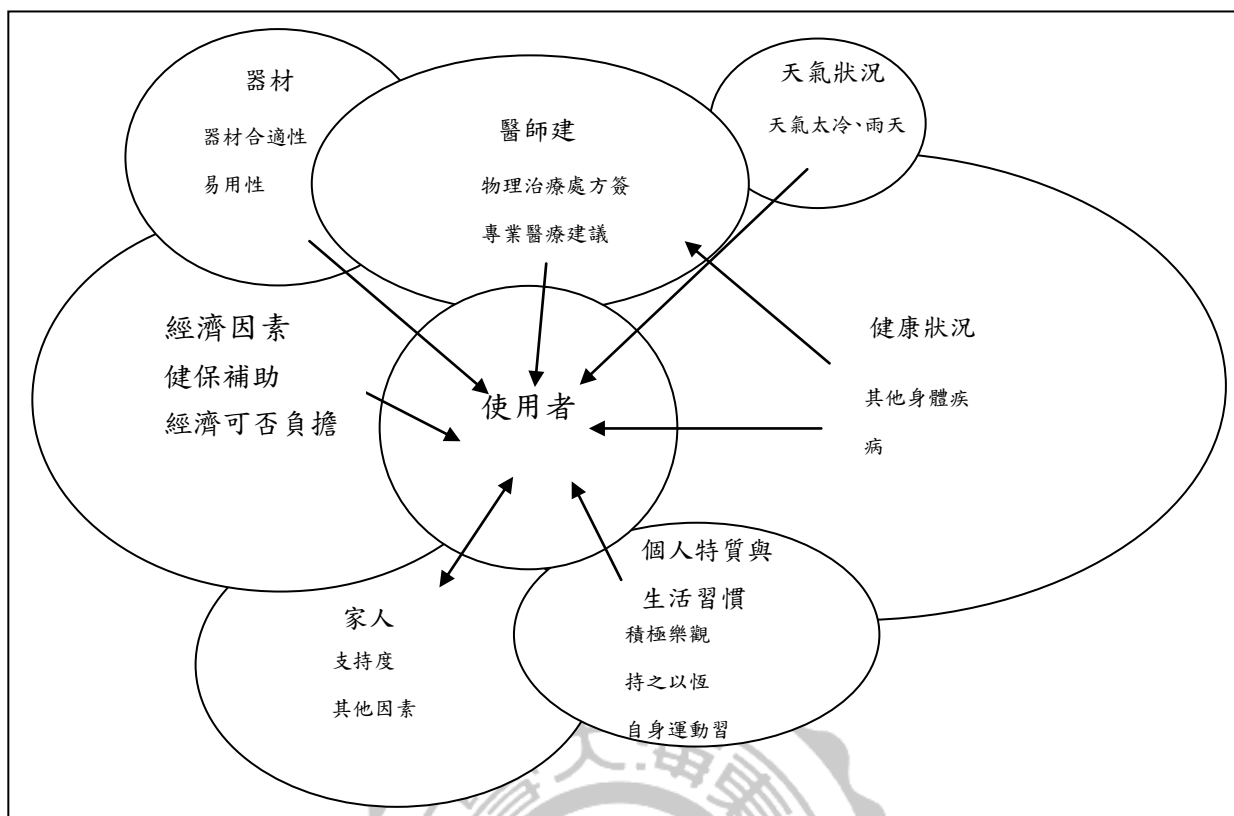 器材
器材合適性
易用性
醫師建
物理治療處方簽
專業醫療建議
天氣狀況
天氣太冷、雨天
經濟因素
健保補助
經濟可否負擔
使用者
健康狀況
其他身體疾
病
家人
支持度
其他因素
個人特質與
生活習慣
積極樂觀
持之以恆
自身運動習